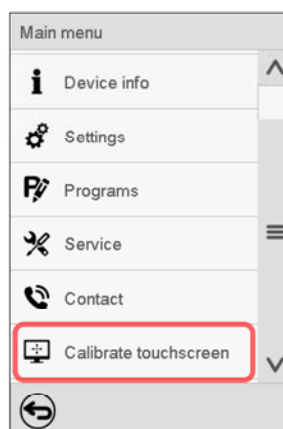 Main menu
Device info
Settings
Programs
Service
Contact
Calibrate touchscreen